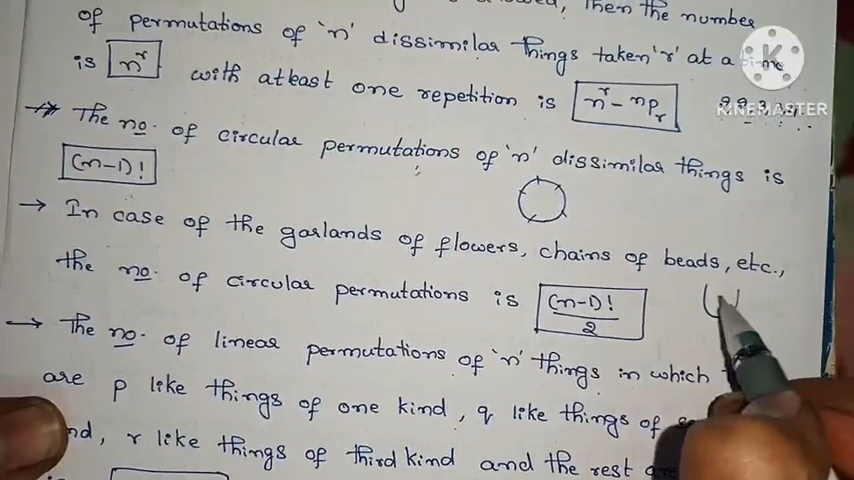 then the number
of permutations of 'n' dissimilar things taken 'r' at a time
is n^r with atleast one repetition is n^r - nPr
K
KINEMASTER
The no. of circular permutations of 'n' dissimilar things is
(n-1)!
→ In case of the garlands of flowers, chains of beads, etc.,
the no. of circular permutations is (n-1)!/2
→ The no. of linear permutations of 'n' things in which
are p like things of one kind, q like things of
r like things of third kind and the rest